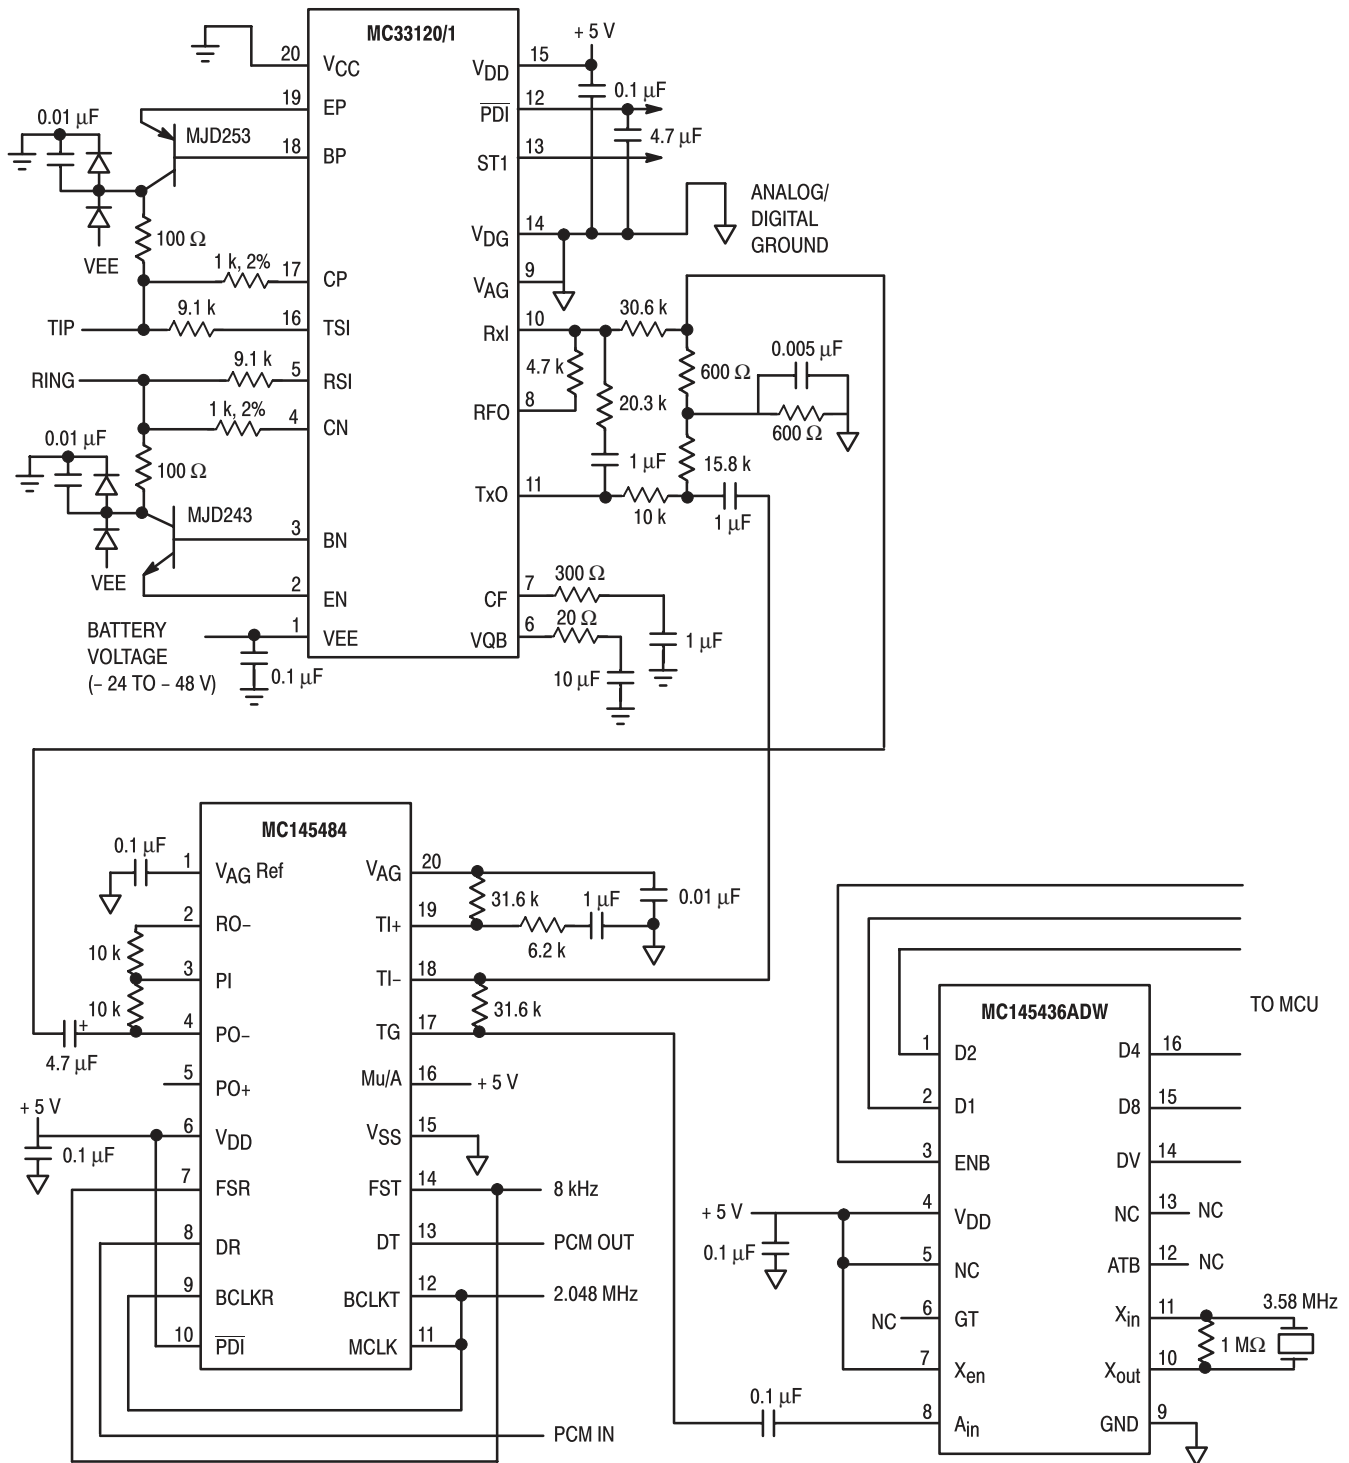 MC33120/1
20
VCC
19
EP
18
BP
17
CP
16
TSI
5
RSI
4
CN
3
BN
2
EN
1
VEE
VDD
15
+ 5 V
0.1 µF
PDI
12
4.7 µF
ST1
13
VDG
14
ANALOG/
DIGITAL
GROUND
VAG
9
RxI
10
RFO
8
TxO
11
CF
7
VQB
6
0.01 µF
MJD253
100 Ω
VEE
1 k, 2%
9.1 k
TIP
RING
9.1 k
1 k, 2%
0.01 µF
100 Ω
MJD243
VEE
BATTERY
VOLTAGE
(– 24 TO – 48 V)
0.1 µF
30.6 k
4.7 k
20.3 k
600 Ω
0.005 µF
600 Ω
1 µF
15.8 k
10 k
1 µF
300 Ω
20 Ω
1 µF
10 µF
MC145484
0.1 µF
1
VAG Ref
2
RO–
10 k
3
PI
10 k
4
PO–
+
4.7 µF
5
PO+
+ 5 V
6
VDD
0.1 µF
7
FSR
8
DR
9
BCLKR
10
PDI
VAG
20
31.6 k
1 µF
0.01 µF
TI+
19
6.2 k
TI–
18
31.6 k
TG
17
Mu/A
16
+ 5 V
VSS
15
FST
14
8 kHz
DT
13
PCM OUT
BCLKT
12
2.048 MHz
MCLK
11
PCM IN
MC145436ADW
TO MCU
1
D2
2
D1
3
ENB
+ 5 V
4
VDD
0.1 µF
5
NC
NC
6
GT
7
Xen
0.1 µF
8
Ain
D4
16
D8
15
DV
14
NC
13
NC
ATB
12
NC
Xin
11
3.58 MHz
1 MΩ
Xout
10
GND
9